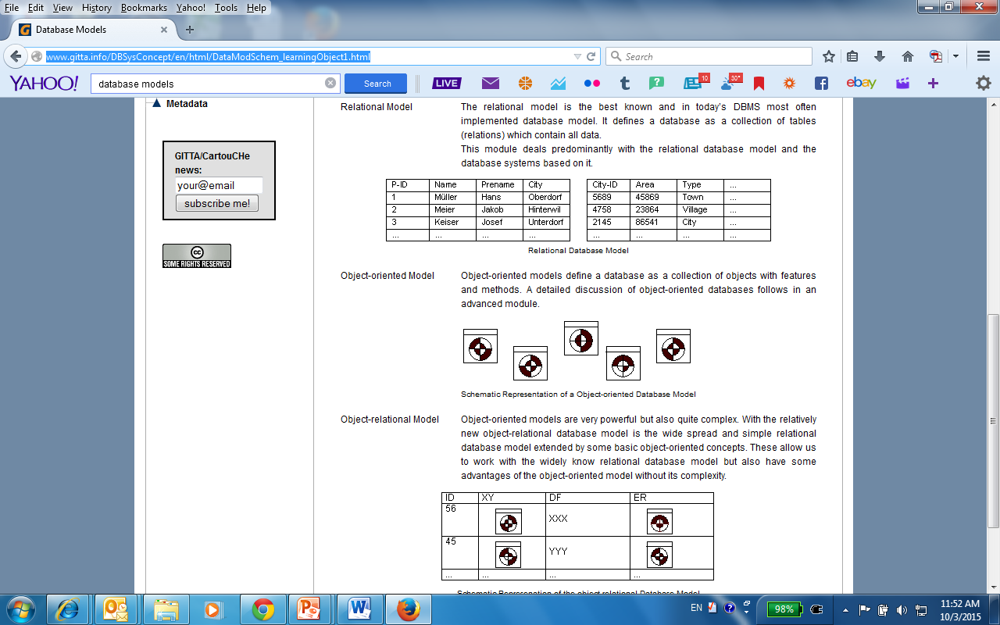 File Edit View History Bookmarks Yahoo! Tools Help
Database Models
www.gitta.info/DBSysConcept/en/html/DataModSchem_learningObject1.html
Search
YAHOO!
database models
Search
LIVE
10
30°
ebay
Metadata
GITTA/CartouCHe
news:
your@email
subscribe me!
CC
SOME RIGHTS RESERVED
Relational Model
The relational model is the best known and in today's DBMS most often
implemented database model. It defines a database as a collection of tables
(relations) which contain all data.
This module deals predominantly with the relational database model and the
database systems based on it.
P-ID Name Prename City
1 Müller Hans Oberdorf
2 Meier Jakob Hinterwil
3 Keiser Josef Unterdorf
... ... ... ...
City-ID Area Type ...
5689 45869 Town ...
4758 23864 Village ...
2145 86541 City ...
... ... ... ...
Relational Database Model
Object-oriented Model
Object-oriented models define a database as a collection of objects with features
and methods. A detailed discussion of object-oriented databases follows in an
advanced module.
Schematic Representation of a Object-oriented Database Model
Object-relational Model
Object-oriented models are very powerful but also quite complex. With the relatively
new object-relational database model is the wide spread and simple relational
database model extended by some basic object-oriented concepts. These allow us
to work with the widely know relational database model but also have some
advantages of the object-oriented model without its complexity.
ID XY DF ER
56 XXX
45 YYY
... ... ... ...
Schematic Represenation of the object-relational Database Model
EN
98%
11:52 AM
10/3/2015